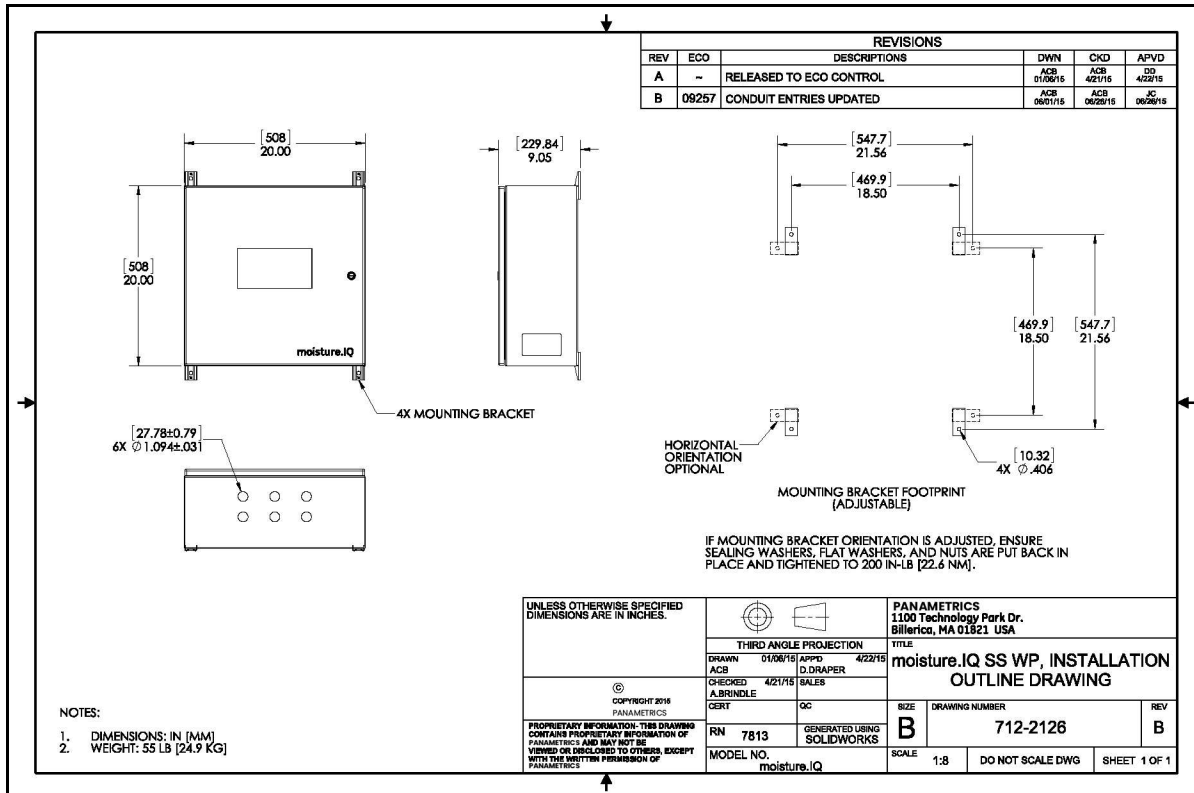 REVISIONS
REV ECO DESCRIPTIONS DWN CKD APVD
A ~ RELEASED TO ECO CONTROL ACB 01/06/15 ACB 4/21/15 DD 4/22/15
B 09257 CONDUIT ENTRIES UPDATED ACB 06/01/15 ACB 06/26/15 JC 06/26/15
[508]
20.00
[229.84]
9.05
[547.7]
21.56
[469.9]
18.50
[508]
20.00
moisture.IQ
[469.9]
18.50
[547.7]
21.56
4X MOUNTING BRACKET
[27.78±0.79]
6X Ø1.094±.031
HORIZONTAL
ORIENTATION
OPTIONAL
[10.32]
4X Ø.406
MOUNTING BRACKET FOOTPRINT
(ADJUSTABLE)
IF MOUNTING BRACKET ORIENTATION IS ADJUSTED, ENSURE
SEALING WASHERS, FLAT WASHERS, AND NUTS ARE PUT BACK IN
PLACE AND TIGHTENED TO 200 IN-LB [22.6 NM].
NOTES:
1. DIMENSIONS: IN [MM]
2. WEIGHT: 55 LB [24.9 KG]
UNLESS OTHERWISE SPECIFIED
DIMENSIONS ARE IN INCHES.
©
COPYRIGHT 2015
PANAMETRICS
PROPRIETARY INFORMATION- THIS DRAWING
CONTAINS PROPRIETARY INFORMATION OF
PANAMETRICS AND MAY NOT BE
VIEWED OR DISCLOSED TO OTHERS, EXCEPT
WITH THE WRITTEN PERMISSION OF
PANAMETRICS
THIRD ANGLE PROJECTION
DRAWN 01/06/15 APP'D 4/22/15
ACB D.DRAPER
CHECKED 4/21/15 SALES
A.BRINDLE
CERT QC
RN 7813 GENERATED USING
SOLIDWORKS
MODEL NO.
moisture.IQ
PANAMETRICS
1100 Technology Park Dr.
Billerica, MA 01821 USA
TITLE
moisture.IQ SS WP, INSTALLATION
OUTLINE DRAWING
SIZE DRAWING NUMBER REV
B 712-2126 B
SCALE 1:8 DO NOT SCALE DWG SHEET 1 OF 1